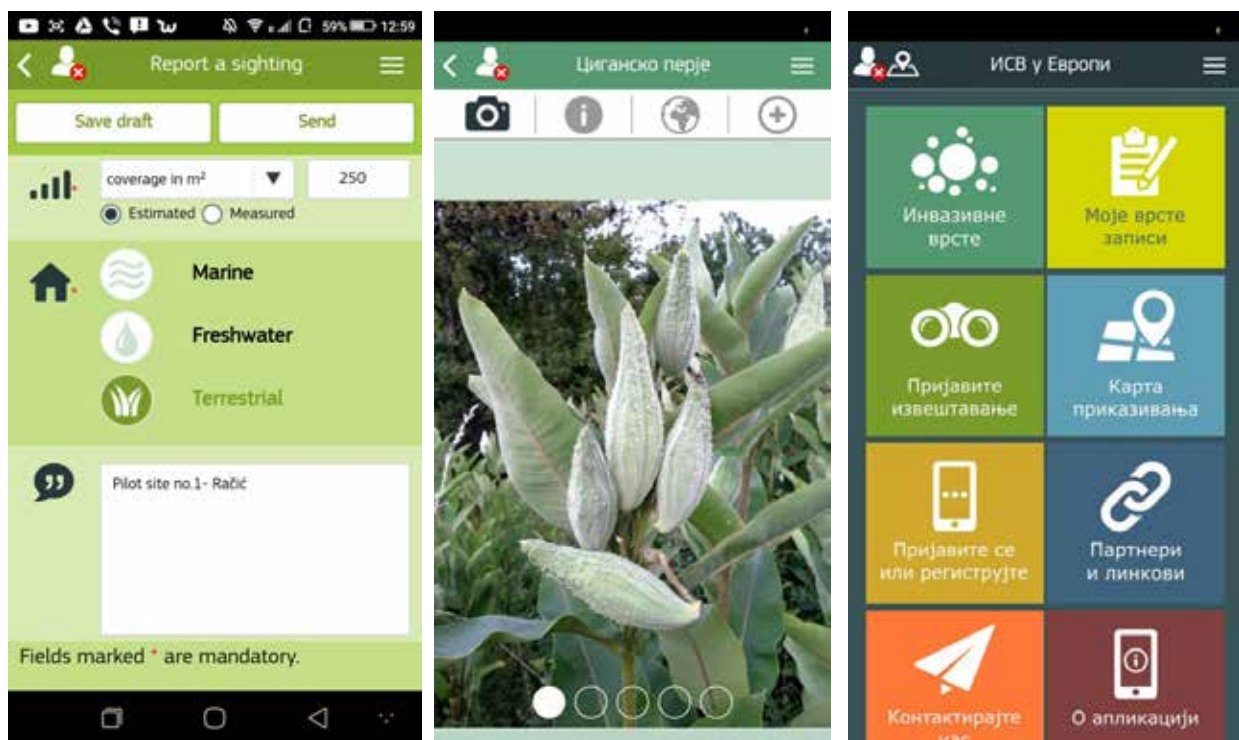 59% 12:59
Report a sighting
Save draft
Send
coverage in m²
250
Estimated
Measured
Marine
Freshwater
Terrestrial
Pilot site no.1- Račić
Fields marked * are mandatory.
Циганско перје
ИСВ у Европи
Инвазивне
врсте
Моје врсте
записи
Пријавите
извештавање
Карта
приказивања
Пријавите се
или региструјте
Партнери
и линкови
Контактирајте
нас
О апликацији